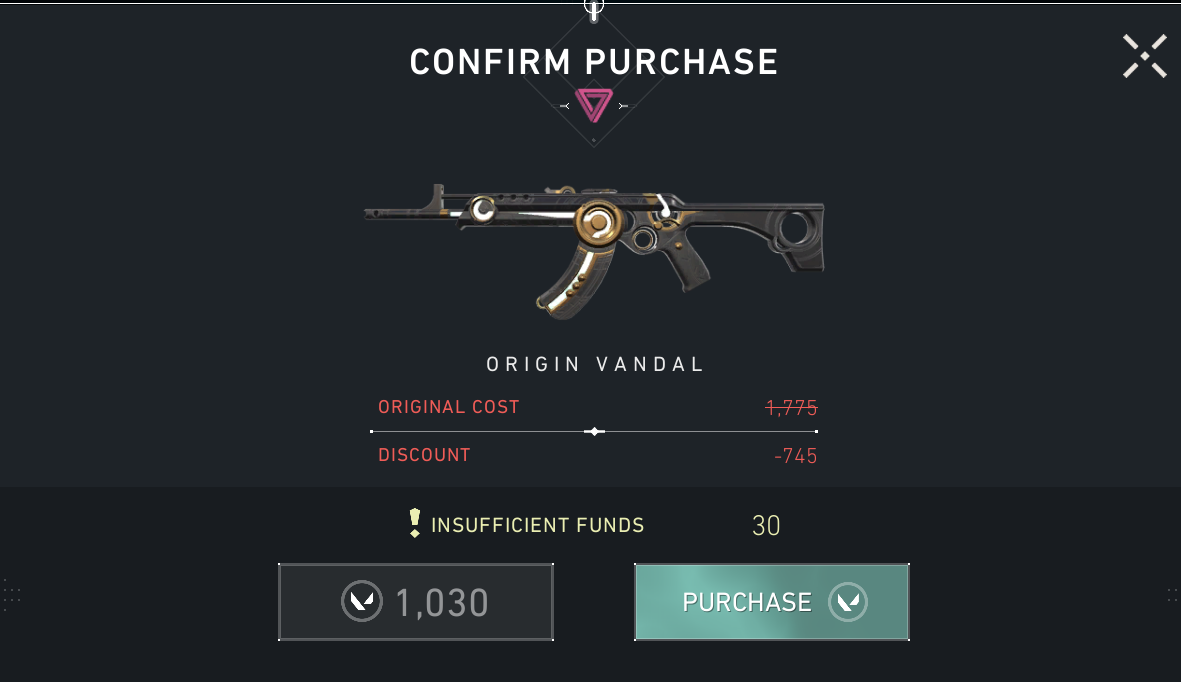 CONFIRM PURCHASE
ORIGIN VANDAL
ORIGINAL COST 1,775
DISCOUNT -745
INSUFFICIENT FUNDS 30
1,030 PURCHASE